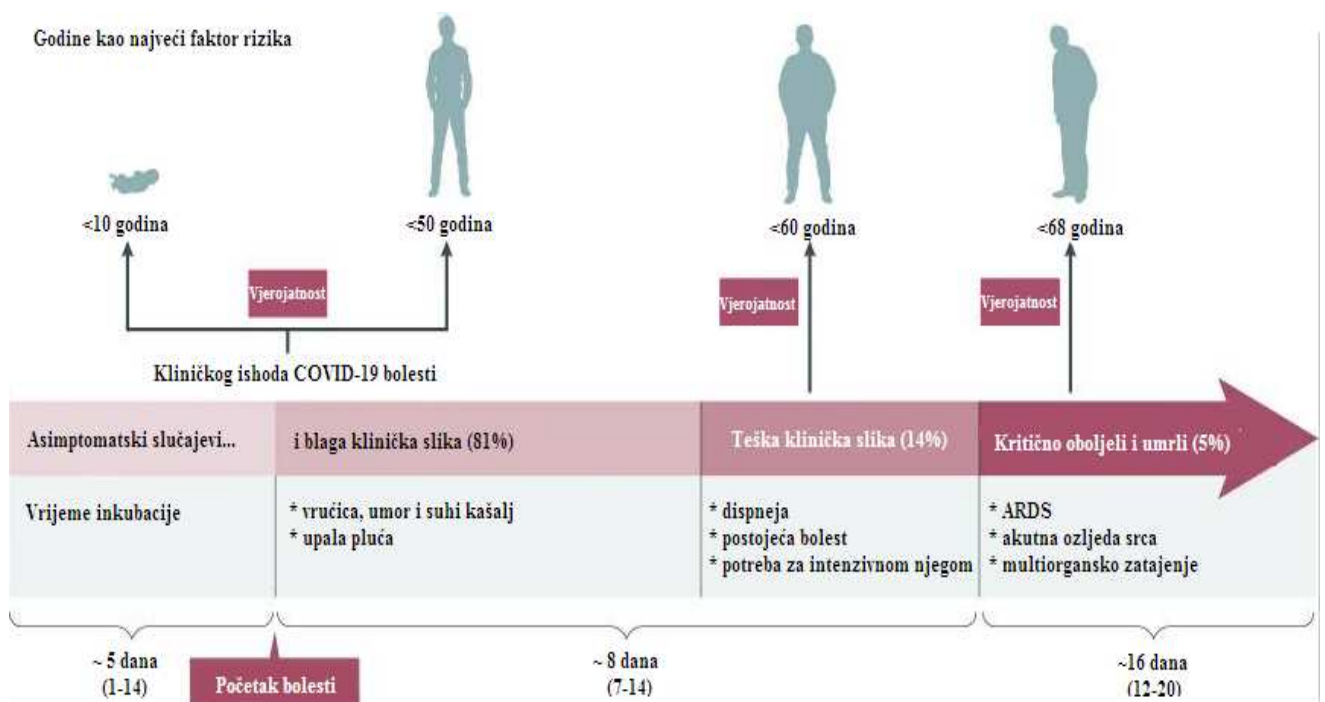 Godine kao najveći faktor rizika
<10 godina
<50 godina
<60 godina
<68 godina
Vjerojatnost
Vjerojatnost
Vjerojatnost
Kliničkog ishoda COVID-19 bolesti
Asimptomatski slučajevi...
i blaga klinička slika (81%)
Teška klinička slika (14%)
Kritično oboljeli i umrli (5%)
Vrijeme inkubacije
* vrućica, umor i suhi kašalj
* upala pluća
* dispneja
* postojeća bolest
* potreba za intenzivnom njegom
* ARDS
* akutna ozljeda srca
* multiorgansko zatajenje
~ 5 dana
(1-14)
Početak bolesti
~ 8 dana
(7-14)
~16 dana
(12-20)